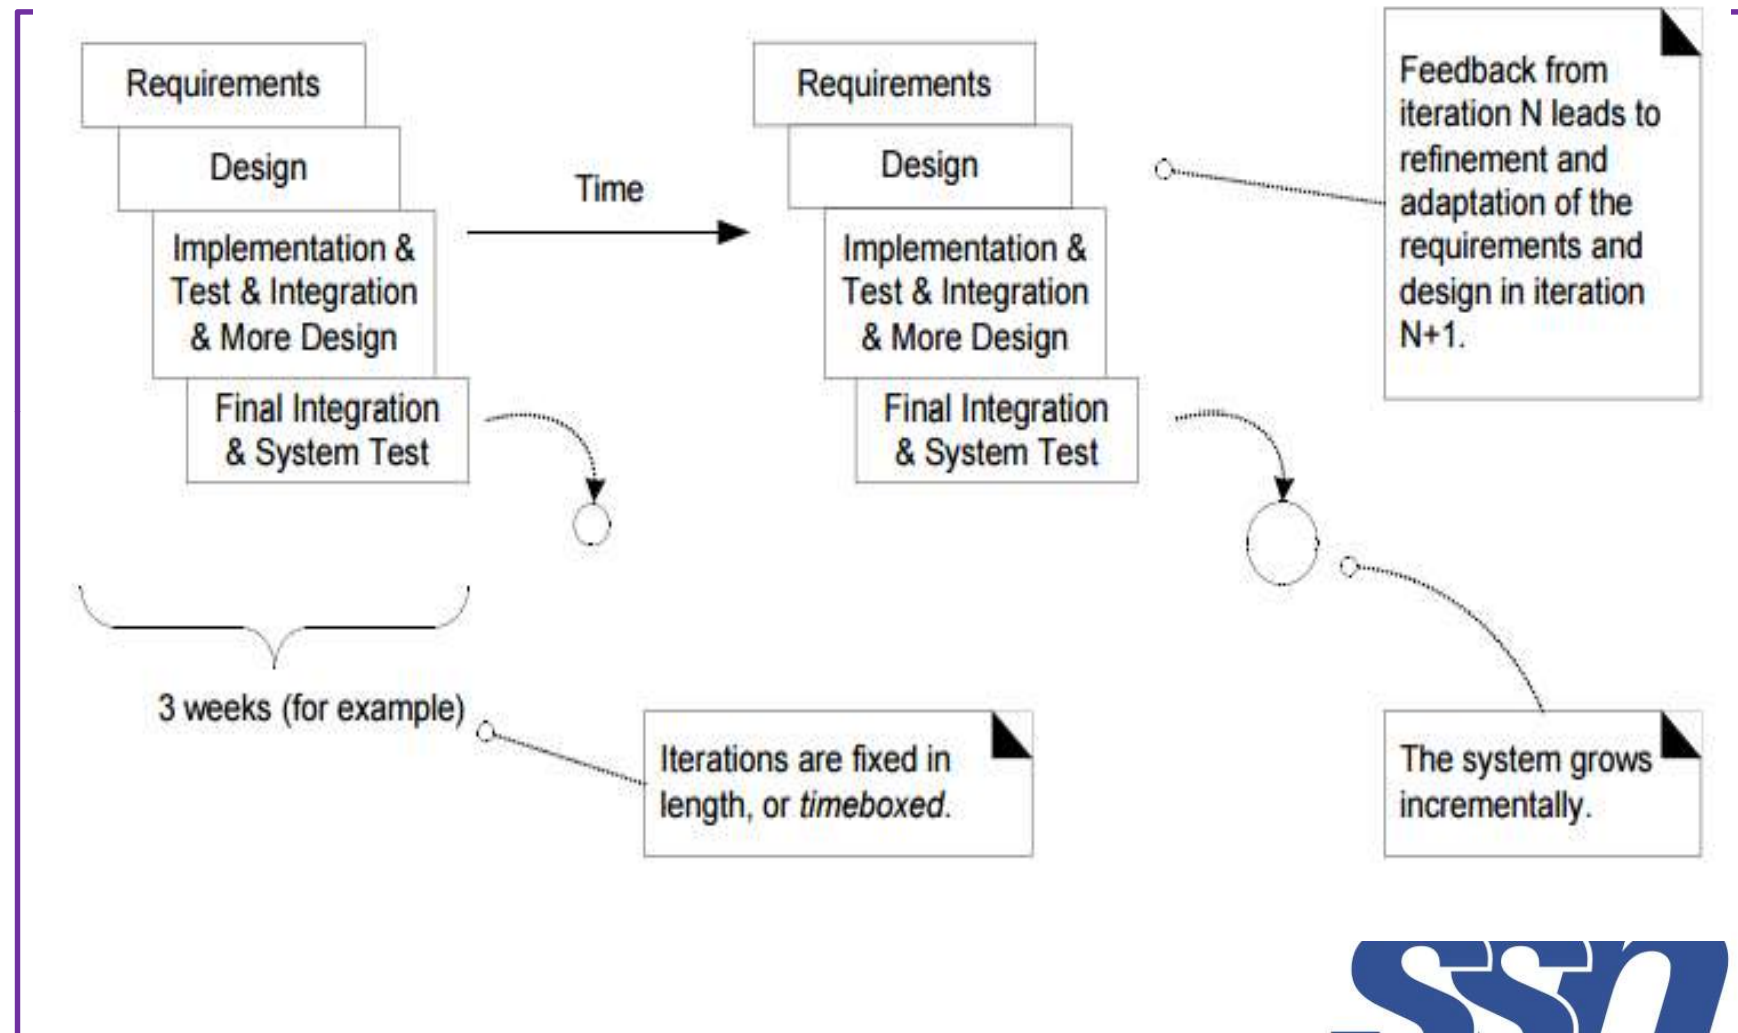 Requirements
Design
Implementation &
Test & Integration
& More Design
Final Integration
& System Test
Time
Requirements
Design
Implementation &
Test & Integration
& More Design
Final Integration
& System Test
Feedback from
iteration N leads to
refinement and
adaptation of the
requirements and
design in iteration
N+1.
3 weeks (for example)
Iterations are fixed in
length, or timeboxed.
The system grows
incrementally.
ssn